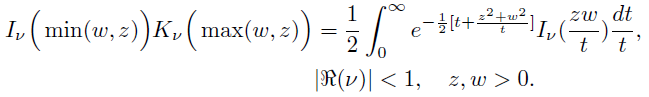 I_ν( min(w, z) ) K_ν( max(w, z) ) = 1/2 ∫_0^∞ e^{-1/2[t+ (z^2+w^2)/t]} I_ν(zw/t) dt/t,
|ℜ(ν)| < 1, z, w > 0.